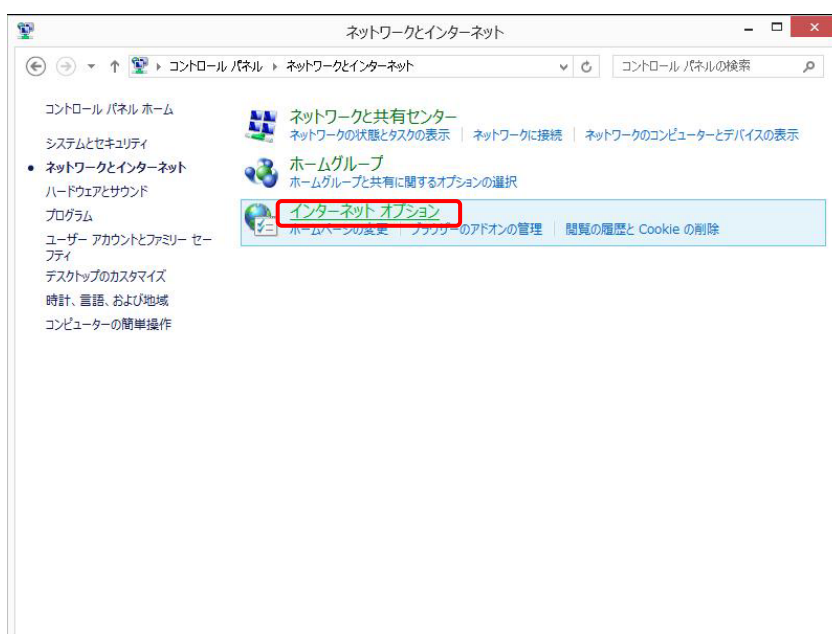 ネットワークとインターネット
コントロール パネル ネットワークとインターネット コントロール パネルの検索
コントロール パネル ホーム
システムとセキュリティ
ネットワークとインターネット
ハードウェアとサウンド
プログラム
ユーザー アカウントとファミリー セー
フティ
デスクトップのカスタマイズ
時計、言語、および地域
コンピューターの簡単操作
ネットワークと共有センター
ネットワークの状態とタスクの表示 ネットワークに接続 ネットワークのコンピューターとデバイスの表示
ホームグループ
ホームグループと共有に関するオプションの選択
インターネット オプション
ホームページの変更 ブラウザーのアドオンの管理 閲覧の履歴と Cookie の削除